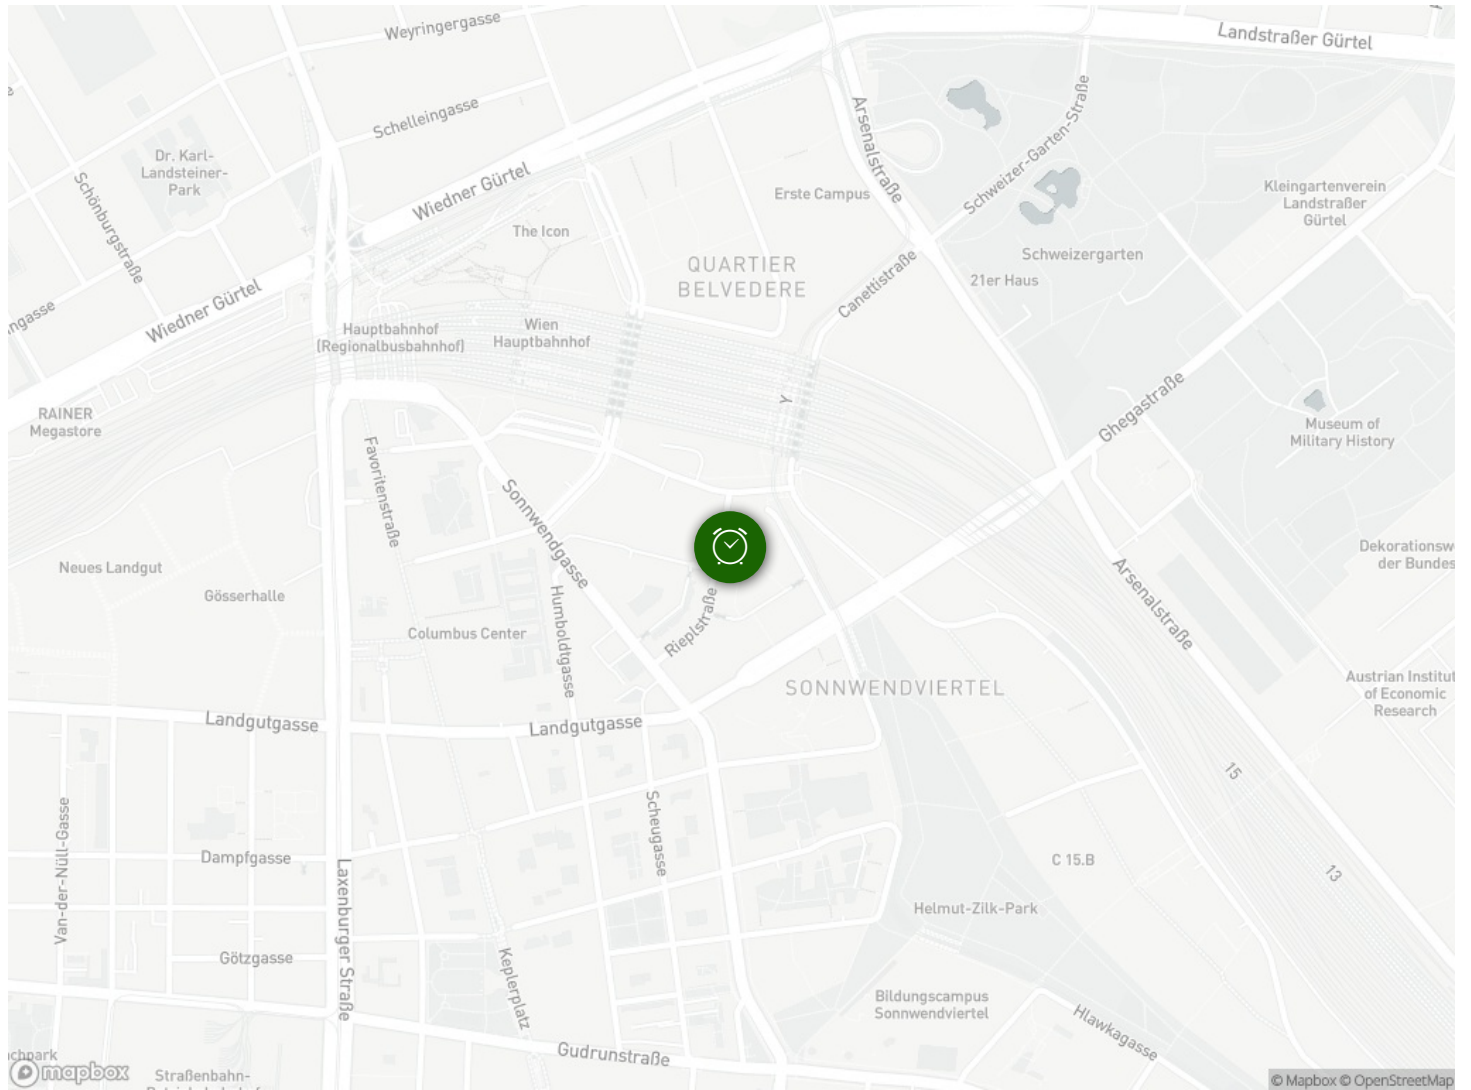 Weyringergasse
Landstraßer Gürtel
Schelleingasse
Arsenalstraße
Schweizer-Garten-Straße
Dr. Karl-
Landsteiner-
Park
Schönburgstraße
Wiedner Gürtel
Erste Campus
Kleingartenverein
Landstraßer
Gürtel
The Icon
QUARTIER
BELVEDERE
Schweizergarten
21er Haus
Canettistraße
Wiedner Gürtel
Hauptbahnhof
(Regionalbusbahnhof)
Wien
Hauptbahnhof
RAINER
Megastore
Ghegastraße
Museum of
Military History
Favoritenstraße
Sonnwendgasse
Neues Landgut
Gösserhalle
Humboldtgasse
Columbus Center
Rieplstraße
Arsenalstraße
Dekorationsw
der Bundes
SONNWENDVIERTEL
Austrian Institut
of Economic
Research
Landgutgasse
Landgutgasse
15
Van-der-Nüll-Gasse
Scheugasse
Dampfgasse
C 15.B
13
Laxenburger Straße
Helmut-Zilk-Park
Götzgasse
Keplerplatz
Bildungscampus
Sonnwendviertel
Hlawkagasse
Gudrunstraße
mapbox
Straßenbahn-
© Mapbox © OpenStreetMap